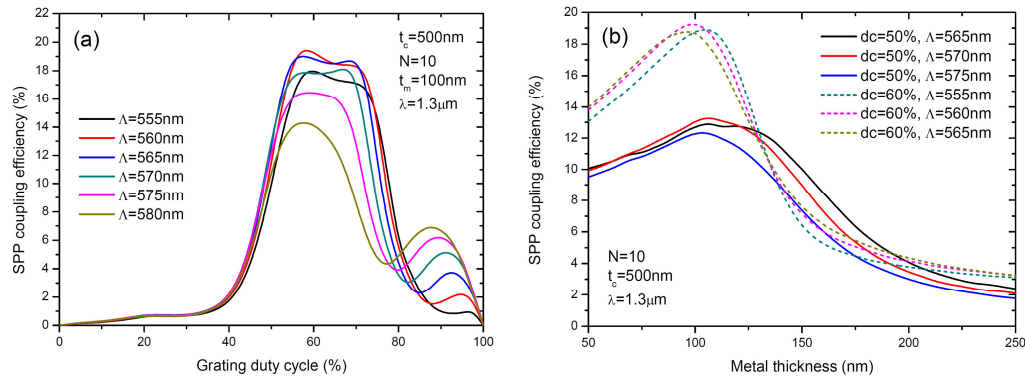 (a)
t_c=500nm
N=10
t_m=100nm
λ=1.3μm
Λ=555nm
Λ=560nm
Λ=565nm
Λ=570nm
Λ=575nm
Λ=580nm
SPP coupling efficiency (%)
22
20
18
16
14
12
10
8
6
4
2
0
0 20 40 60 80 100
Grating duty cycle (%)
(b)
dc=50%, Λ=565nm
dc=50%, Λ=570nm
dc=50%, Λ=575nm
dc=60%, Λ=555nm
dc=60%, Λ=560nm
dc=60%, Λ=565nm
N=10
t_c=500nm
λ=1.3μm
SPP coupling efficiency (%)
20
18
16
14
12
10
8
6
4
2
0
50 100 150 200 250
Metal thickness (nm)